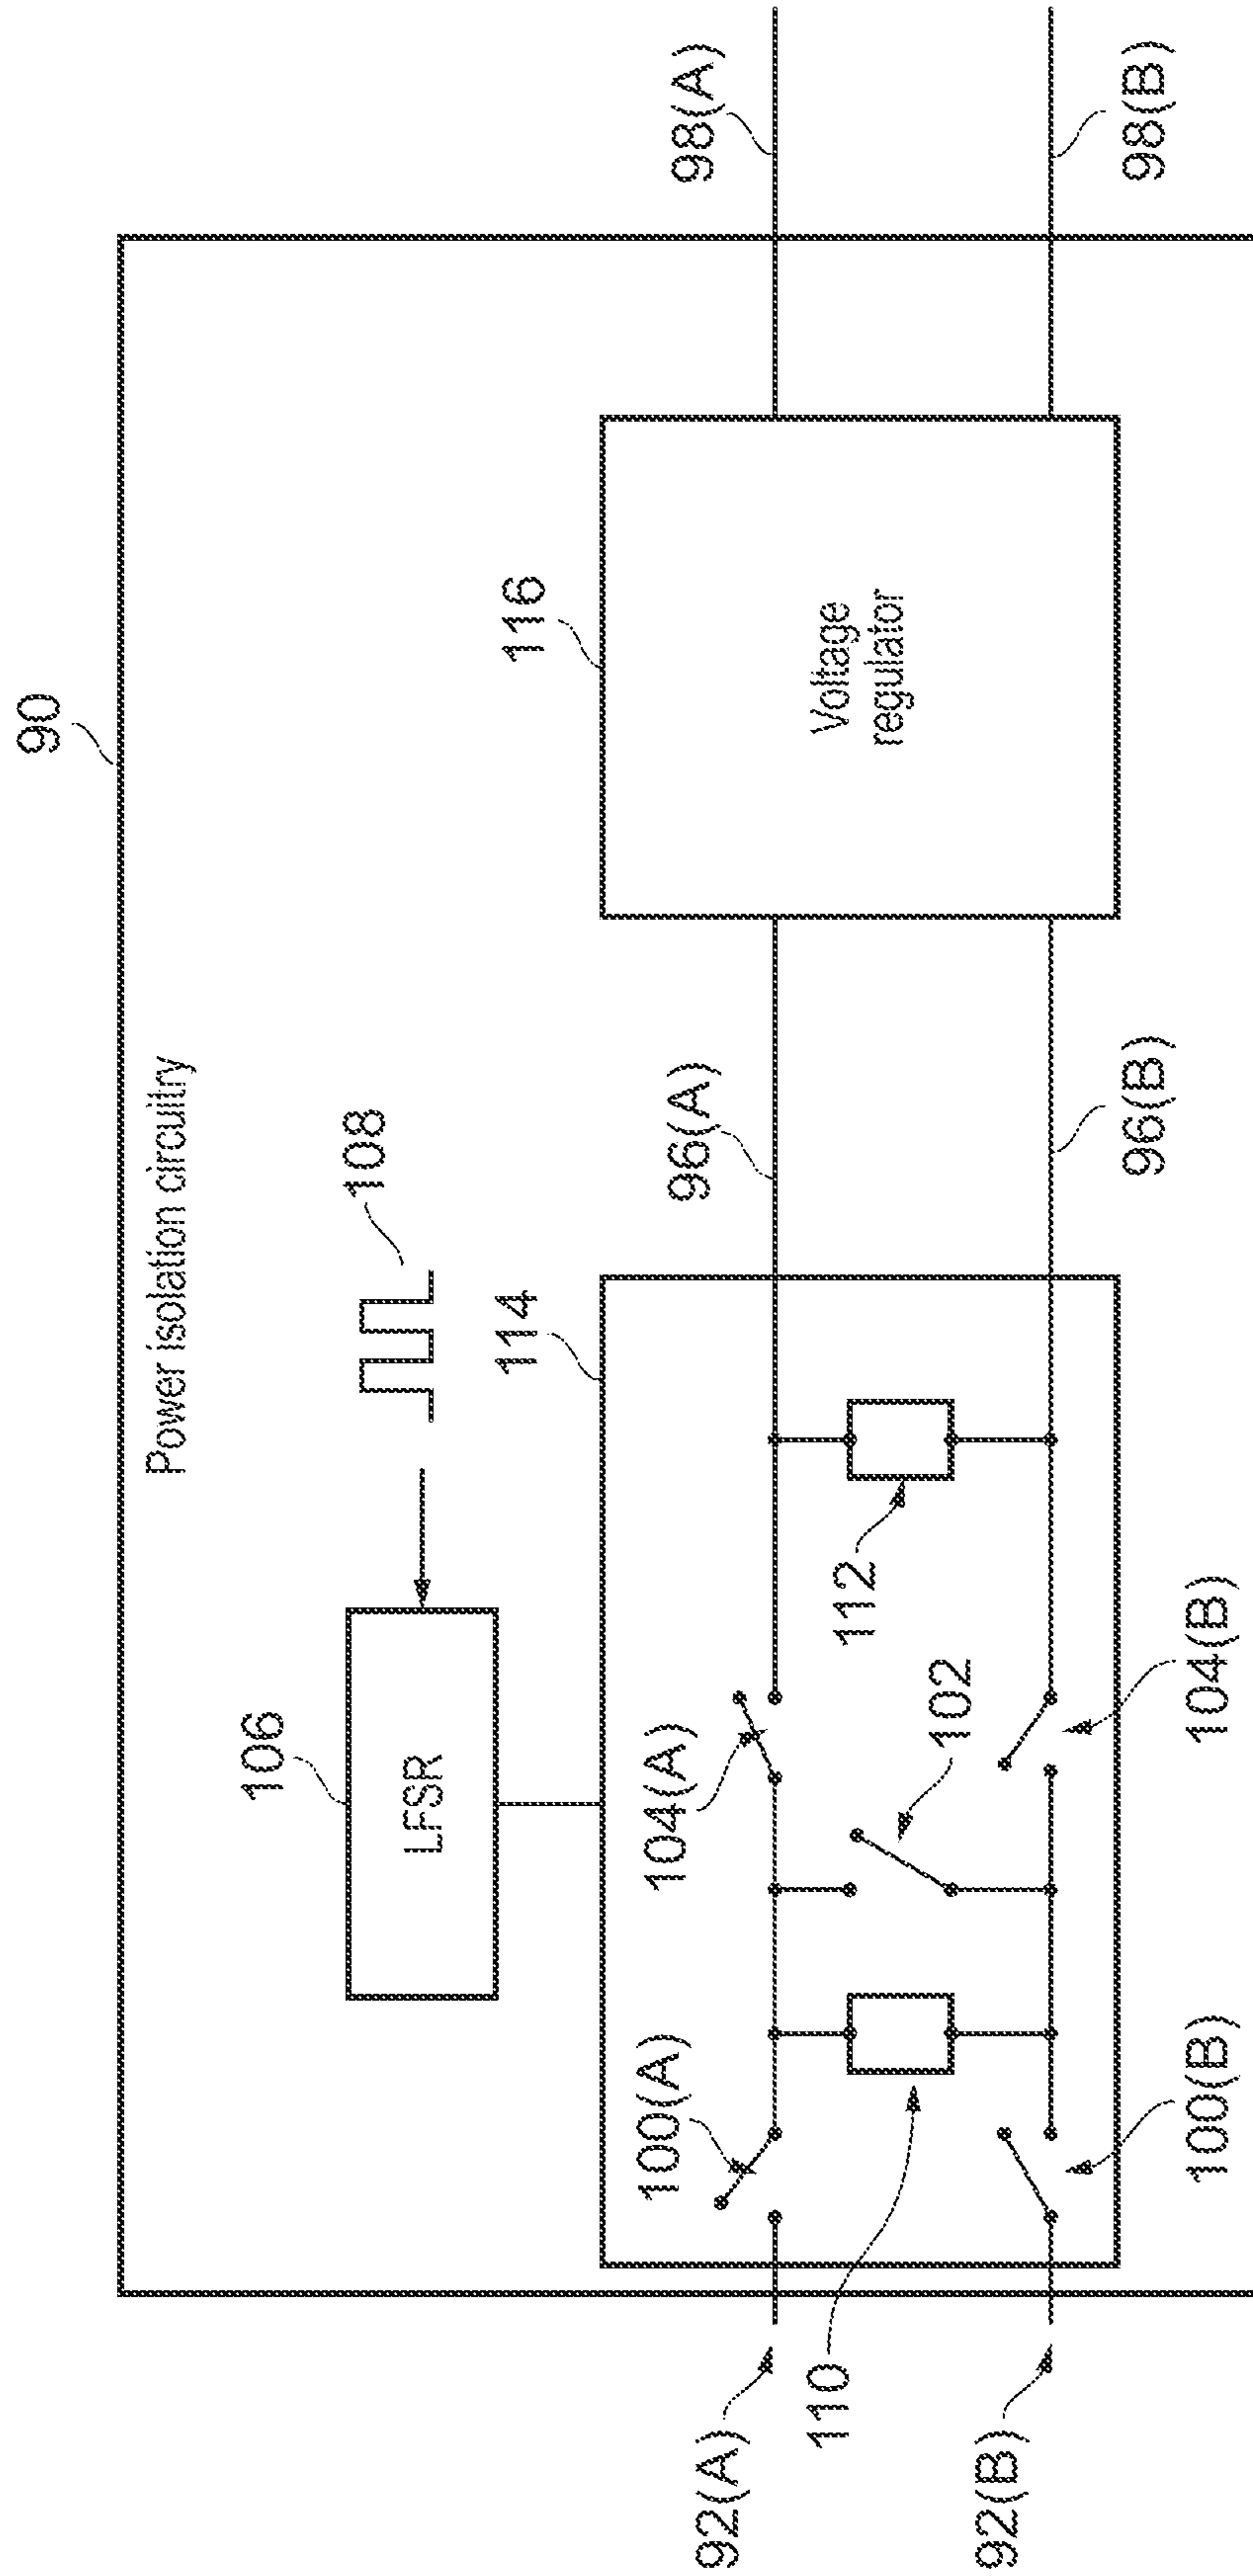 90
Power isolation circuitry
106
LFSR
108
114
116
Voltage
regulator
92(A)
100(A)
104(A)
96(A)
98(A)
110
102
112
92(B)
100(B)
104(B)
96(B)
98(B)